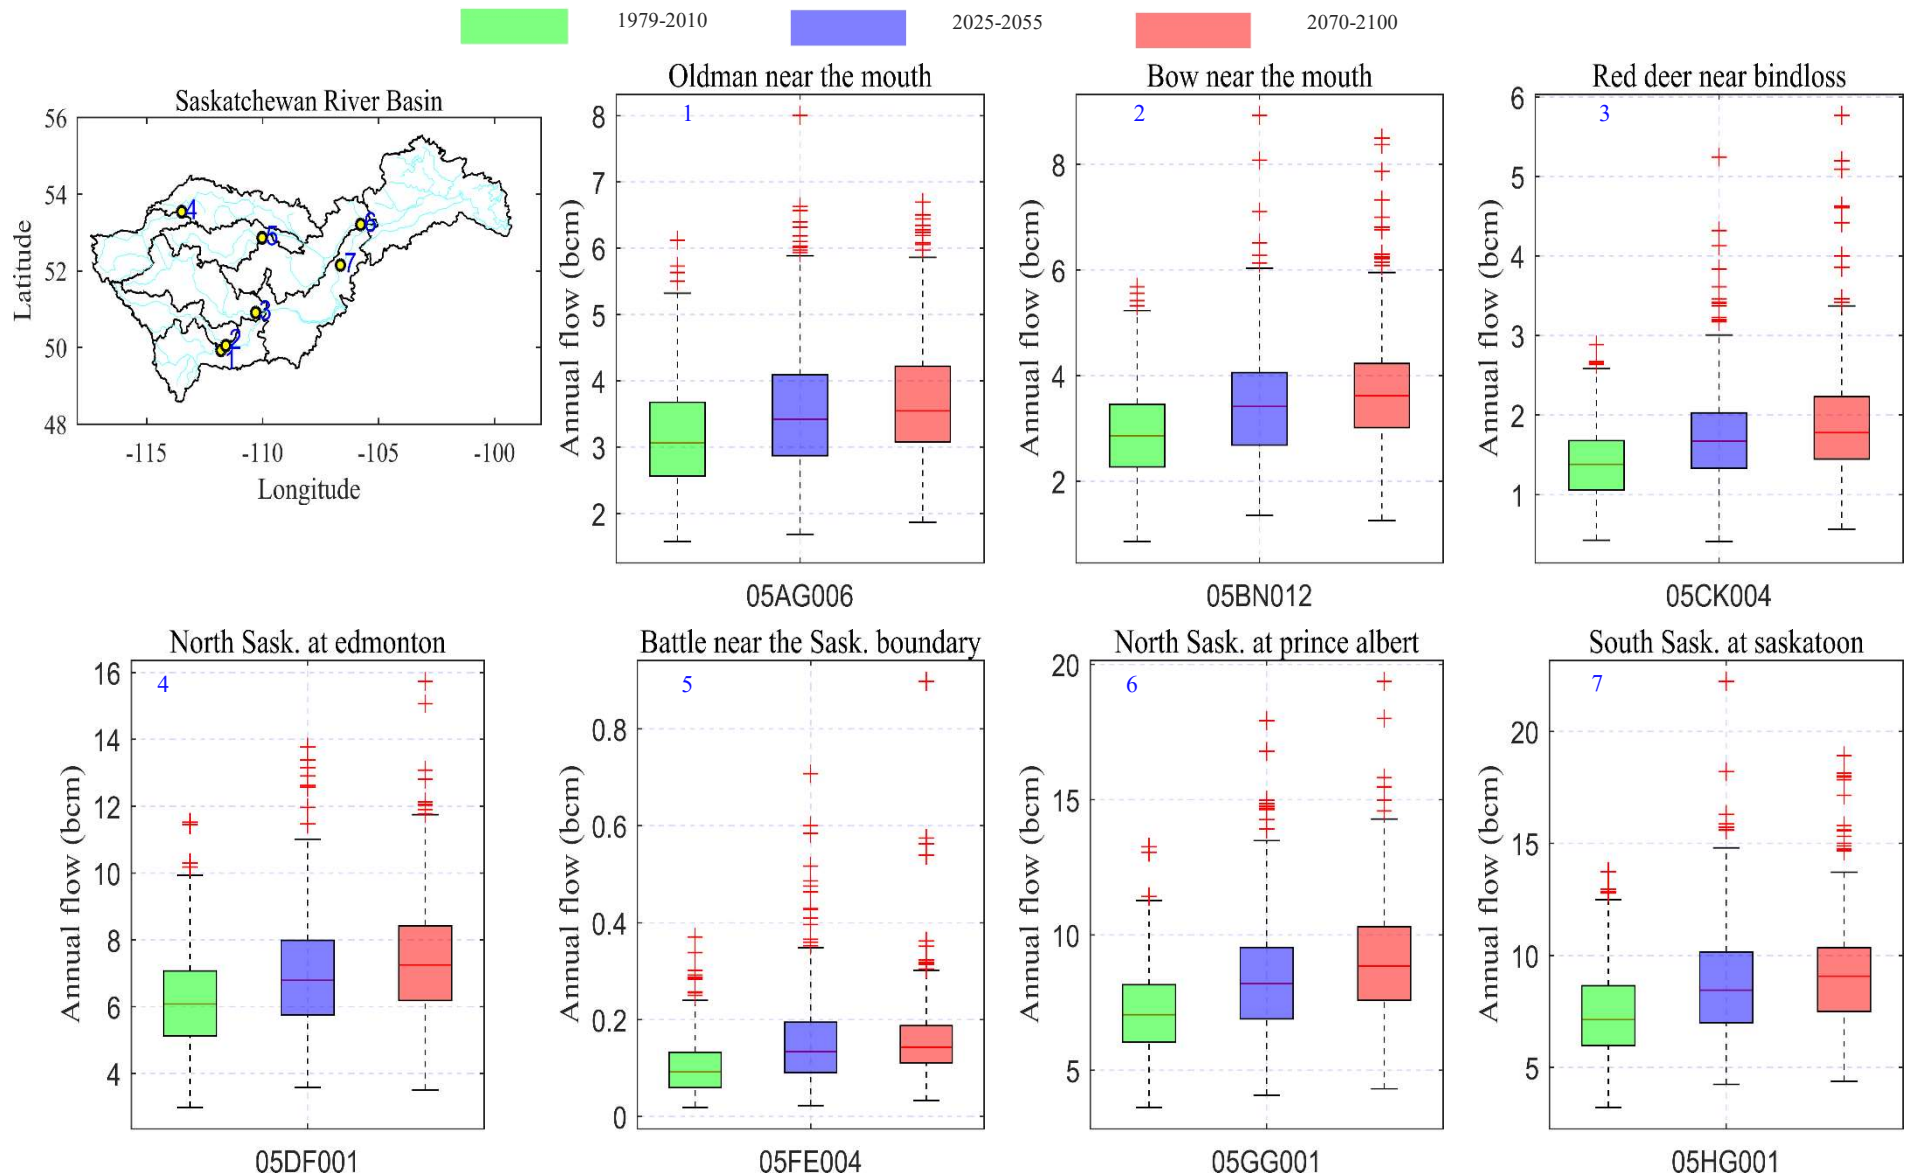 1979-2010
2025-2055
2070-2100
Saskatchewan River Basin
56
54
52
50
48
Latitude
-115
-110
-105
-100
Longitude
4
5
6
7
3
2
1
Oldman near the mouth
1
8
7
6
5
4
3
2
Annual flow (bcm)
05AG006
Bow near the mouth
2
8
6
4
2
Annual flow (bcm)
05BN012
Red deer near bindloss
3
6
5
4
3
2
1
Annual flow (bcm)
05CK004
North Sask. at edmonton
4
16
14
12
10
8
6
4
Annual flow (bcm)
05DF001
Battle near the Sask. boundary
5
0.8
0.6
0.4
0.2
0
Annual flow (bcm)
05FE004
North Sask. at prince albert
6
20
15
10
5
Annual flow (bcm)
05GG001
South Sask. at saskatoon
7
20
15
10
5
Annual flow (bcm)
05HG001